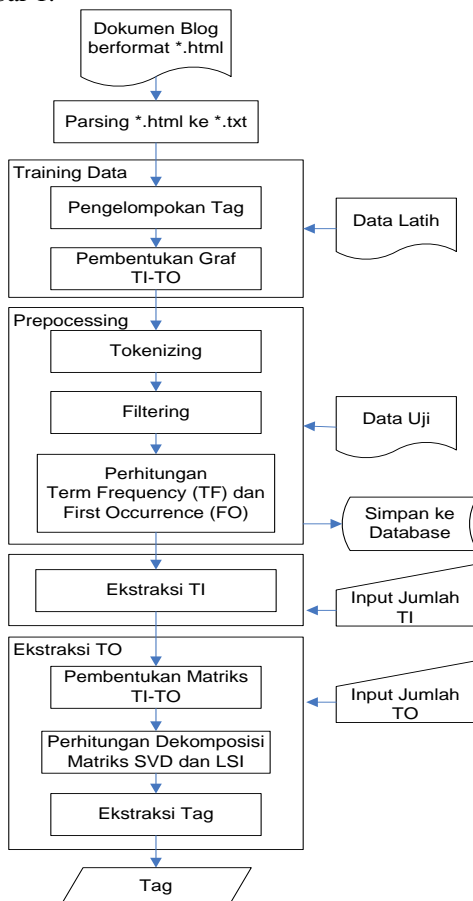 Dokumen Blog
berformat *.html
Parsing *.html ke *.txt
Training Data
Pengelompokan Tag
Data Latih
Pembentukan Graf
TI-TO
Prepocessing
Tokenizing
Filtering
Data Uji
Perhitungan
Term Frequency (TF) dan
First Occurrence (FO)
Simpan ke
Database
Ekstraksi TI
Input Jumlah
TI
Ekstraksi TO
Pembentukan Matriks
TI-TO
Input Jumlah
TO
Perhitungan Dekomposisi
Matriks SVD dan LSI
Ekstraksi Tag
Tag